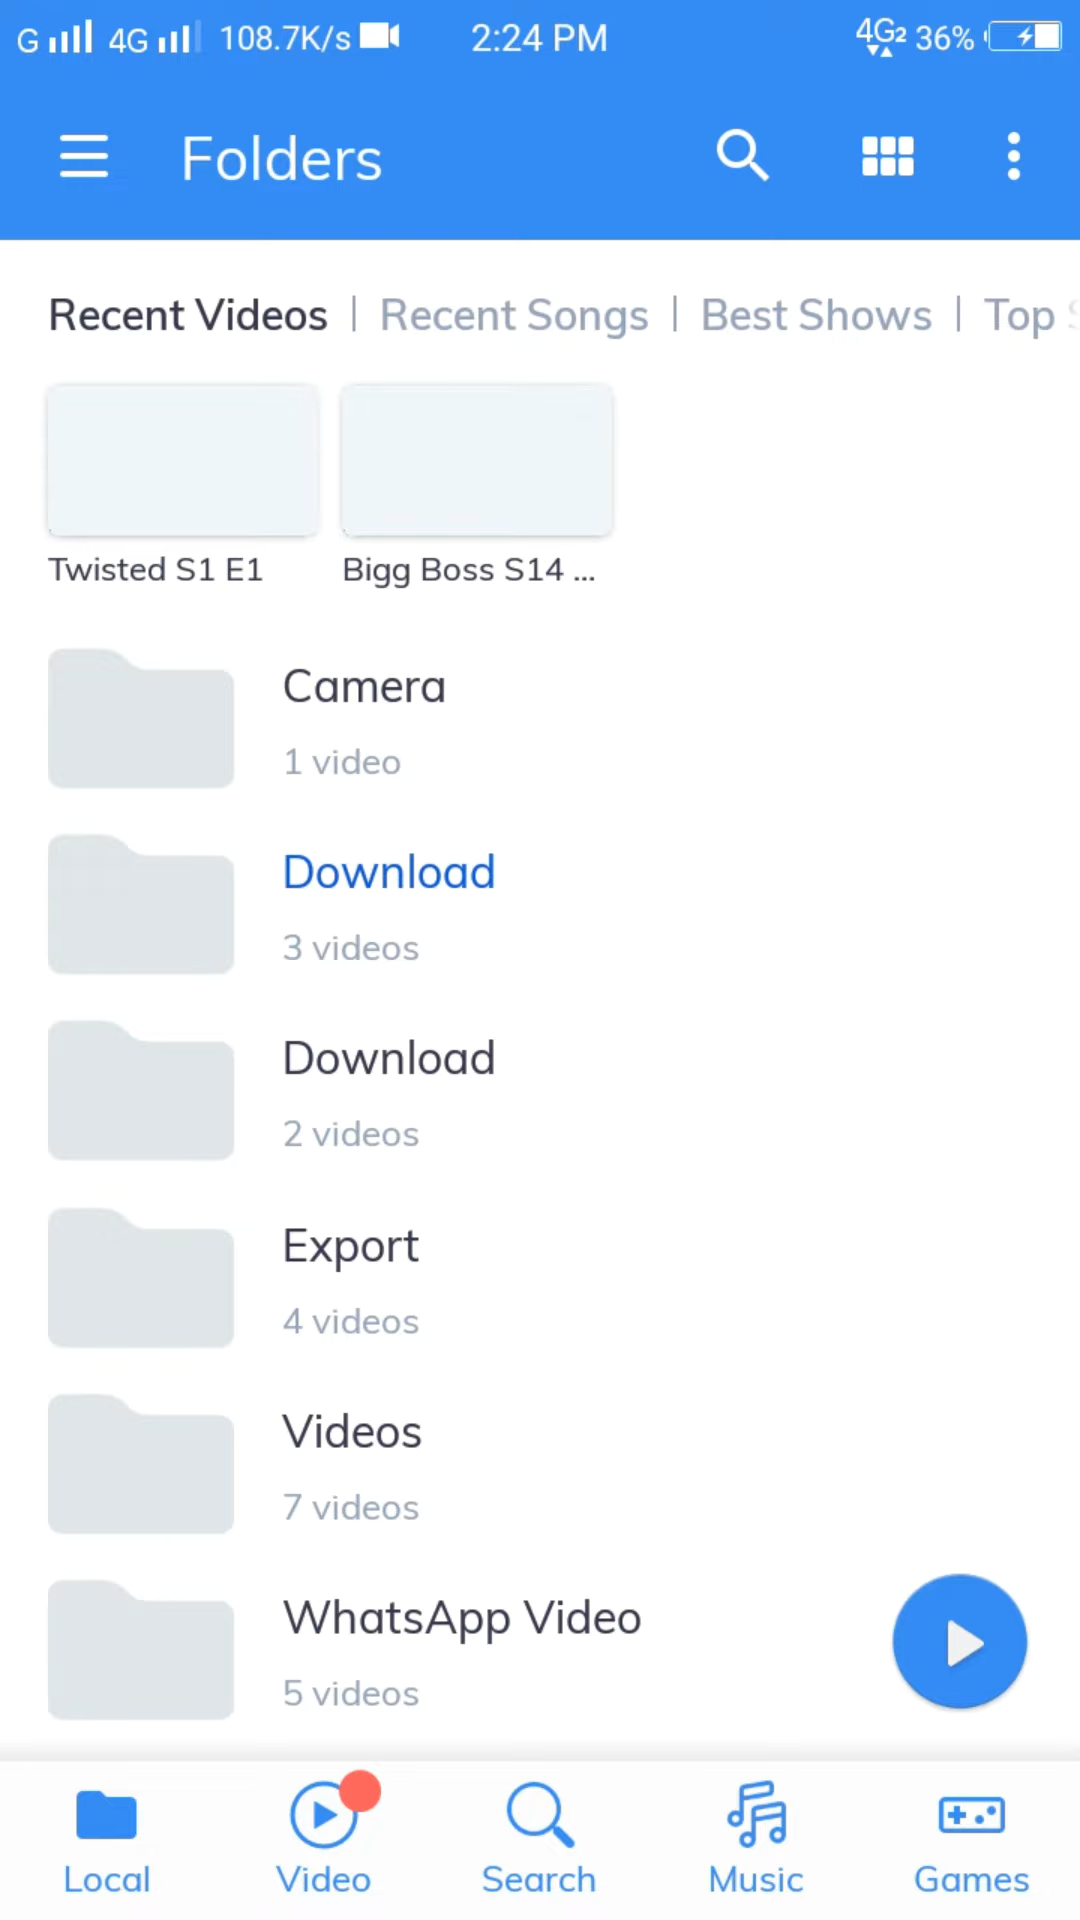 G 4G 108.7K/s 2:24 PM 4G2 36%
Folders
Recent Videos | Recent Songs | Best Shows | Top
Twisted S1 E1 Bigg Boss S14 ...
Camera
1 video
Download
3 videos
Download
2 videos
Export
4 videos
Videos
7 videos
WhatsApp Video
5 videos
Local Video Search Music Games